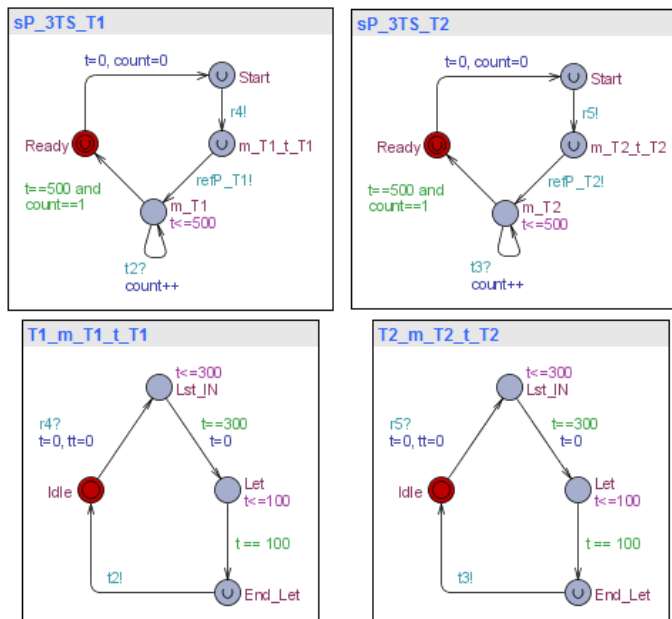 sP_3TS_T1
t=0, count=0
Start
r4!
Ready
m_T1_t_T1
refP_T1!
t==500 and
count==1
m_T1
t<=500
t2?
count++
sP_3TS_T2
t=0, count=0
Start
r5!
Ready
m_T2_t_T2
refP_T2!
t==500 and
count==1
m_T2
t<=500
t3?
count++
T1_m_T1_t_T1
t<=300
Lst_IN
r4?
t=0, tt=0
t==300
t=0
Idle
Let
t<=100
t == 100
t2!
End_Let
T2_m_T2_t_T2
t<=300
Lst_IN
r5?
t=0, tt=0
t==300
t=0
Idle
Let
t<=100
t == 100
t3!
End_Let